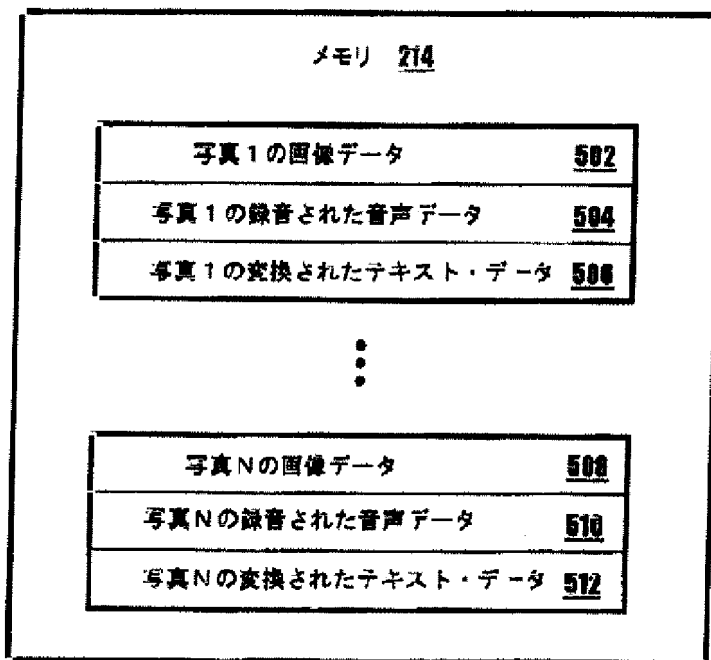 メモリ 214
写真1の画像データ 502
写真1の録音された音声データ 504
写真1の変換されたテキスト・データ 506
写真Nの画像データ 508
写真Nの録音された音声データ 510
写真Nの変換されたテキスト・データ 512